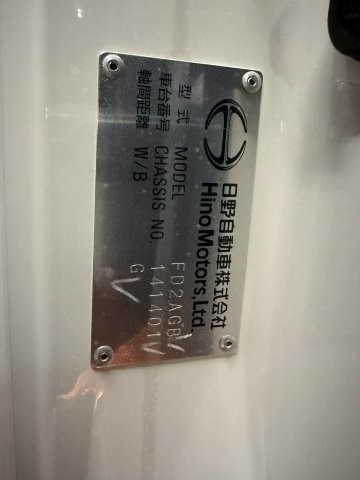 日野自動車株式会社
Hino Motors, Ltd.
型式 MODEL FD2AGB
車台番号 CHASSIS NO. 141401
軸間距離 W/B G